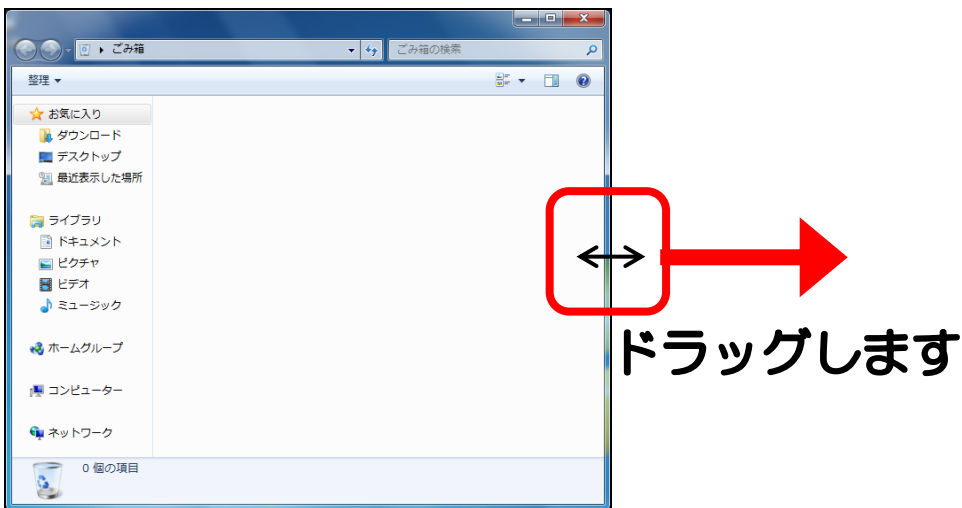 ごみ箱
ごみ箱の検索
整理
お気に入り
ダウンロード
デスクトップ
最近表示した場所
ライブラリ
ドキュメント
ピクチャ
ビデオ
ミュージック
ホームグループ
コンピューター
ネットワーク
0 個の項目
ドラッグします